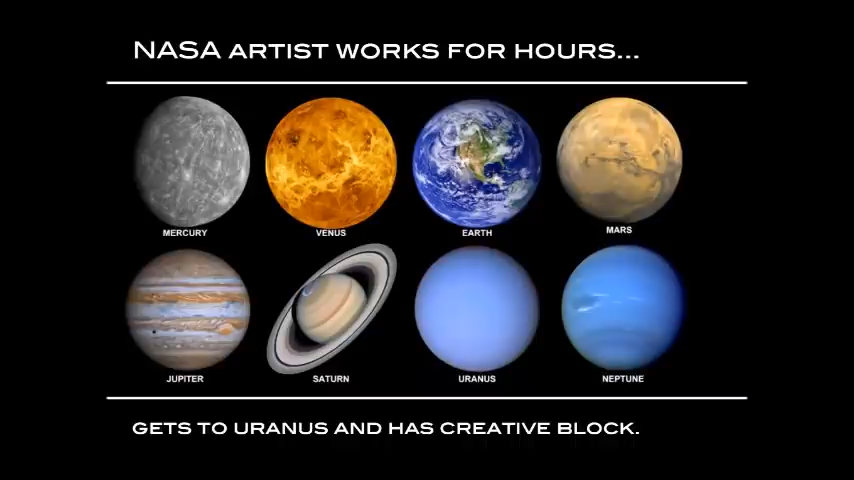 NASA ARTIST WORKS FOR HOURS...
MERCURY VENUS EARTH MARS
JUPITER SATURN URANUS NEPTUNE
GETS TO URANUS AND HAS CREATIVE BLOCK.